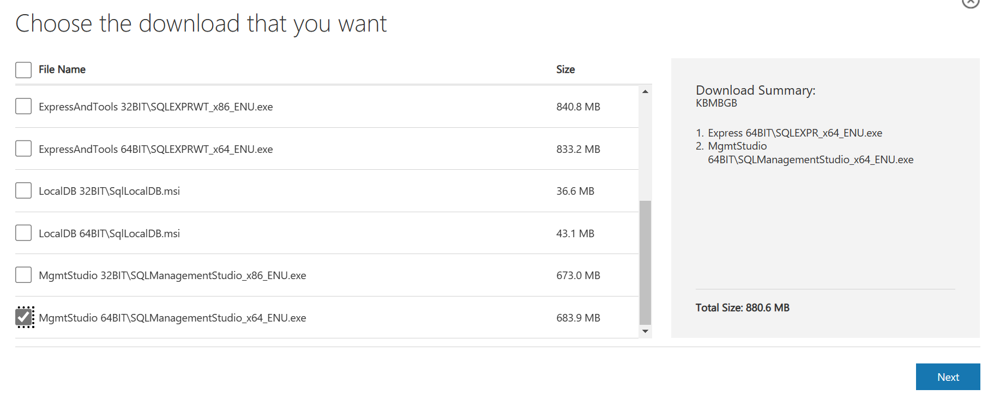 Choose the download that you want
File Name Size
ExpressAndTools 32BIT\SQLEXPRWT_x86_ENU.exe 840.8 MB
ExpressAndTools 64BIT\SQLEXPRWT_x64_ENU.exe 833.2 MB
LocalDB 32BIT\SqlLocalDB.msi 36.6 MB
LocalDB 64BIT\SqlLocalDB.msi 43.1 MB
MgmtStudio 32BIT\SQLManagementStudio_x86_ENU.exe 673.0 MB
MgmtStudio 64BIT\SQLManagementStudio_x64_ENU.exe 683.9 MB
Download Summary:
KBMBGB
1. Express 64BIT\SQLEXPR_x64_ENU.exe
2. MgmtStudio
64BIT\SQLManagementStudio_x64_ENU.exe
Total Size: 880.6 MB
Next